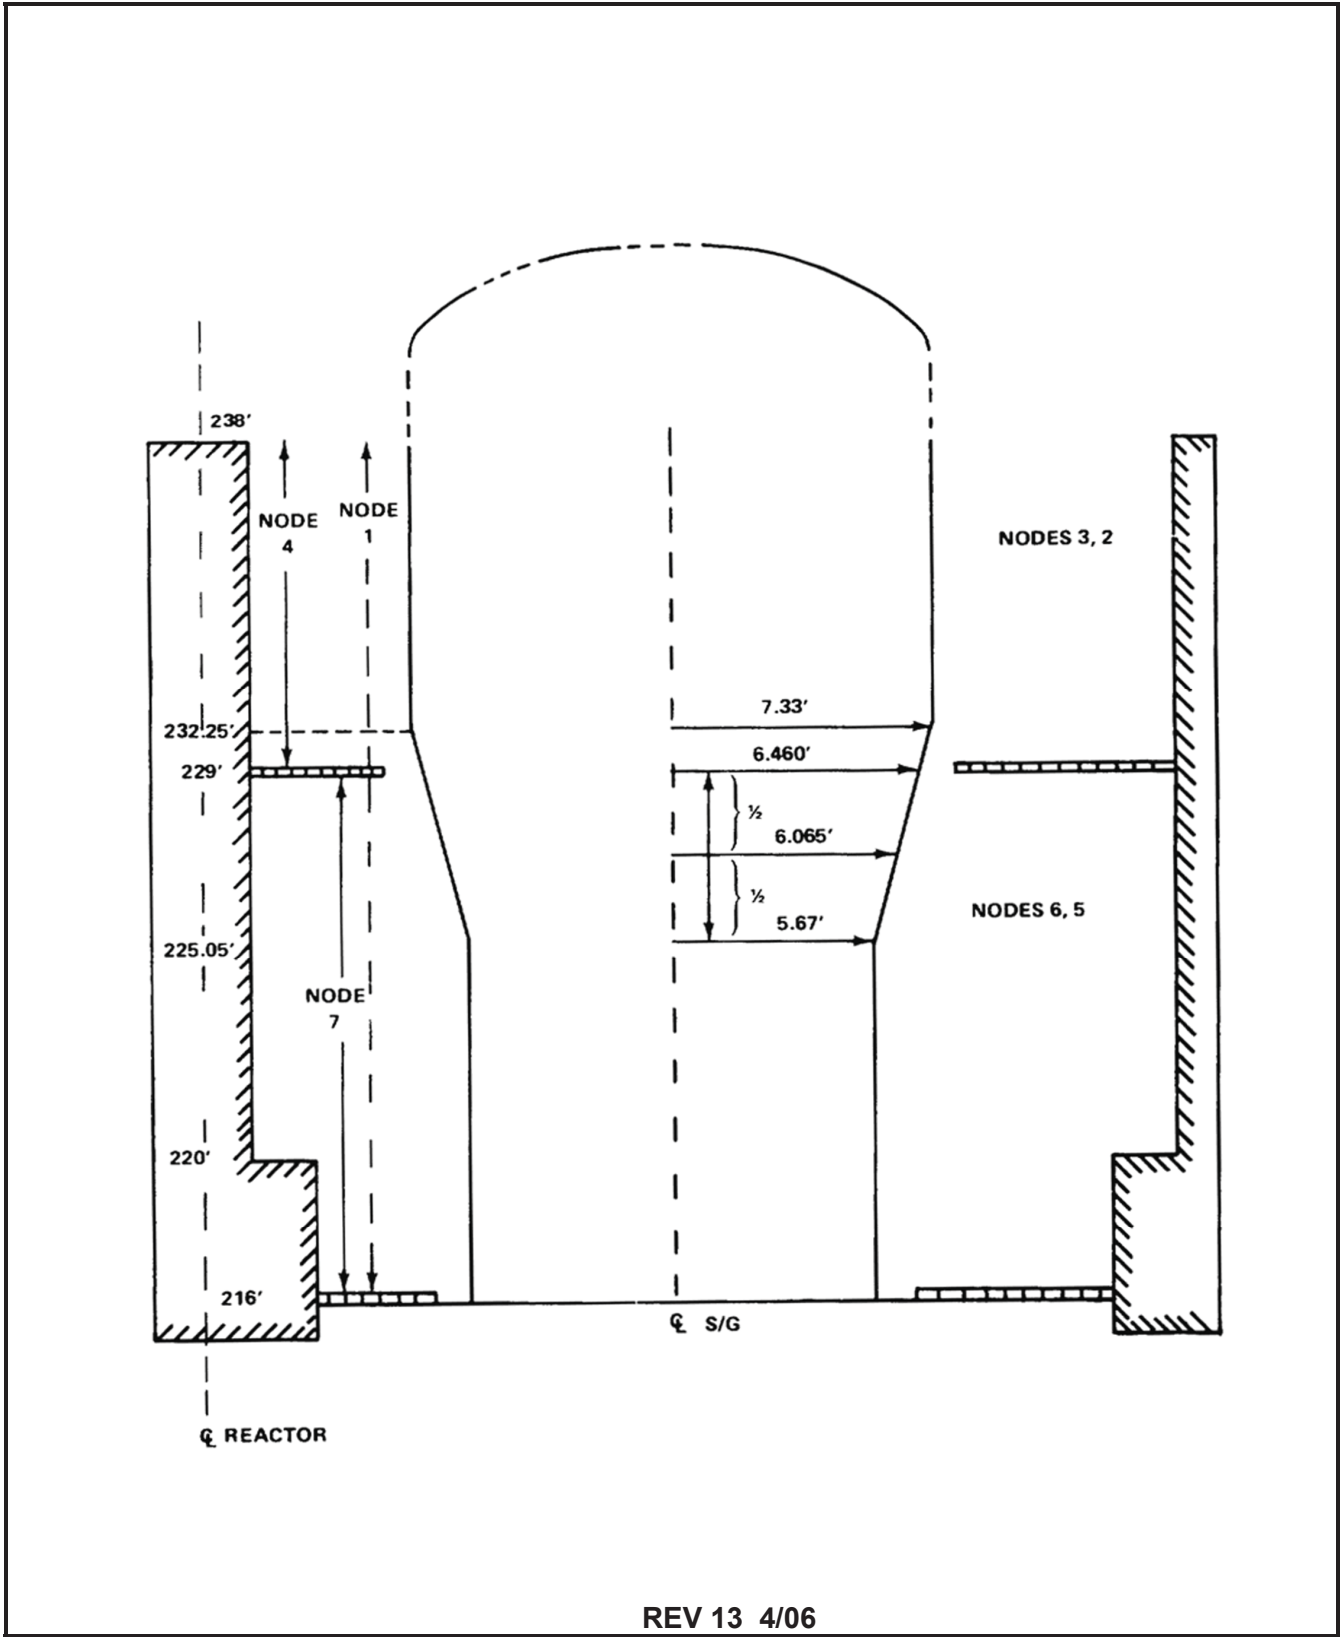 238'
NODE
4
NODE
1
NODES 3, 2
7.33'
232.25'
6.460'
229'
½
6.065'
½
NODES 6, 5
5.67'
225.05'
NODE
7
220'
216'
℄ S/G
℄ REACTOR
REV 13 4/06